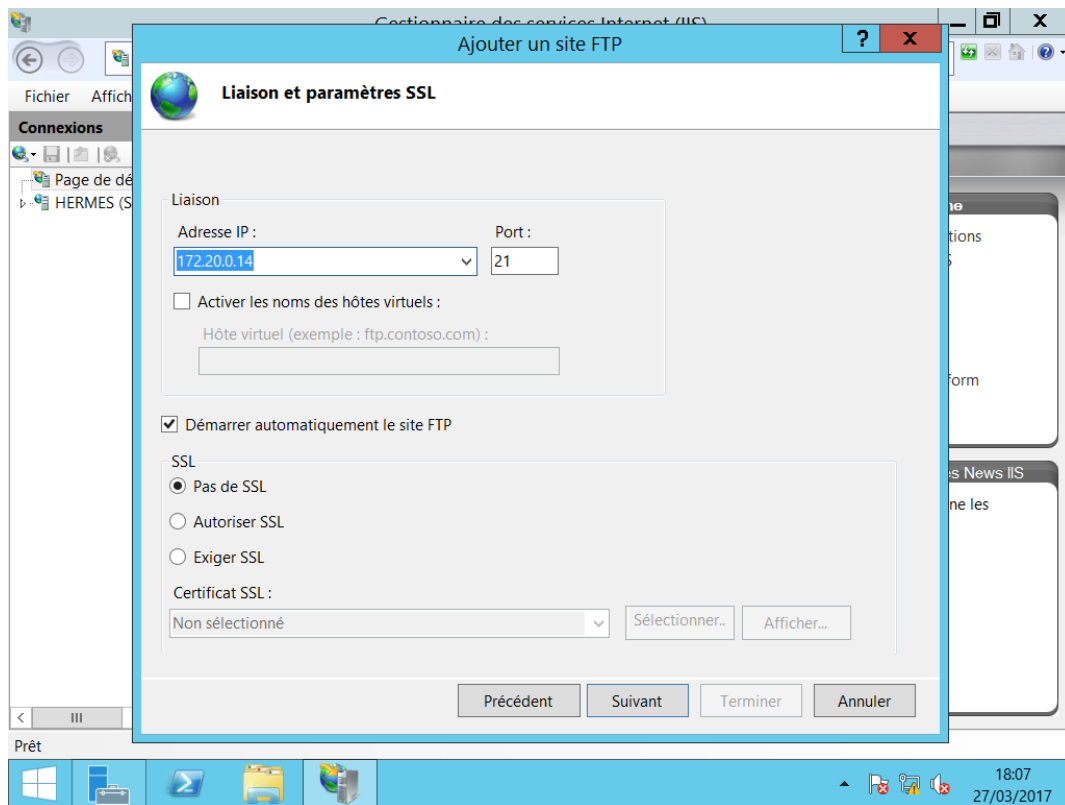 Gestionnaire des services Internet (IIS)
Ajouter un site FTP
? X
X
Fichier Affich
Liaison et paramètres SSL
Connexions
Page de dé
HERMES (S
Liaison
Adresse IP :
Port :
172.20.0.14
21
Activer les noms des hôtes virtuels :
Hôte virtuel (exemple : ftp.contoso.com) :
Démarrer automatiquement le site FTP
SSL
Pas de SSL
Autoriser SSL
Exiger SSL
Certificat SSL :
Non sélectionné
Sélectionner..
Afficher...
Précédent
Suivant
Terminer
Annuler
ne
tions
S
form
es News IIS
ne les
Prêt
18:07
27/03/2017